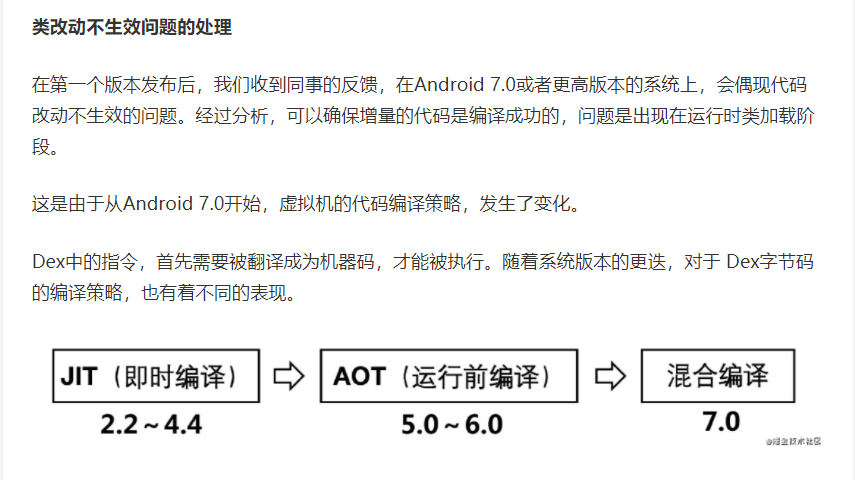 类改动不生效问题的处理
在第一个版本发布后，我们收到同事的反馈，在Android 7.0或者更高版本的系统上，会偶现代码
改动不生效的问题。经过分析，可以确保增量的代码是编译成功的，问题是出现在运行时类加载阶
段。
这是由于从Android 7.0开始，虚拟机的代码编译策略，发生了变化。
Dex中的指令，首先需要被翻译成为机器码，才能被执行。随着系统版本的更迭，对于 Dex字节码
的编译策略，也有着不同的表现。
JIT（即时编译） AOT（运行前编译） 混合编译
2.2～4.4 5.0～6.0 7.0
@掘金技术社区